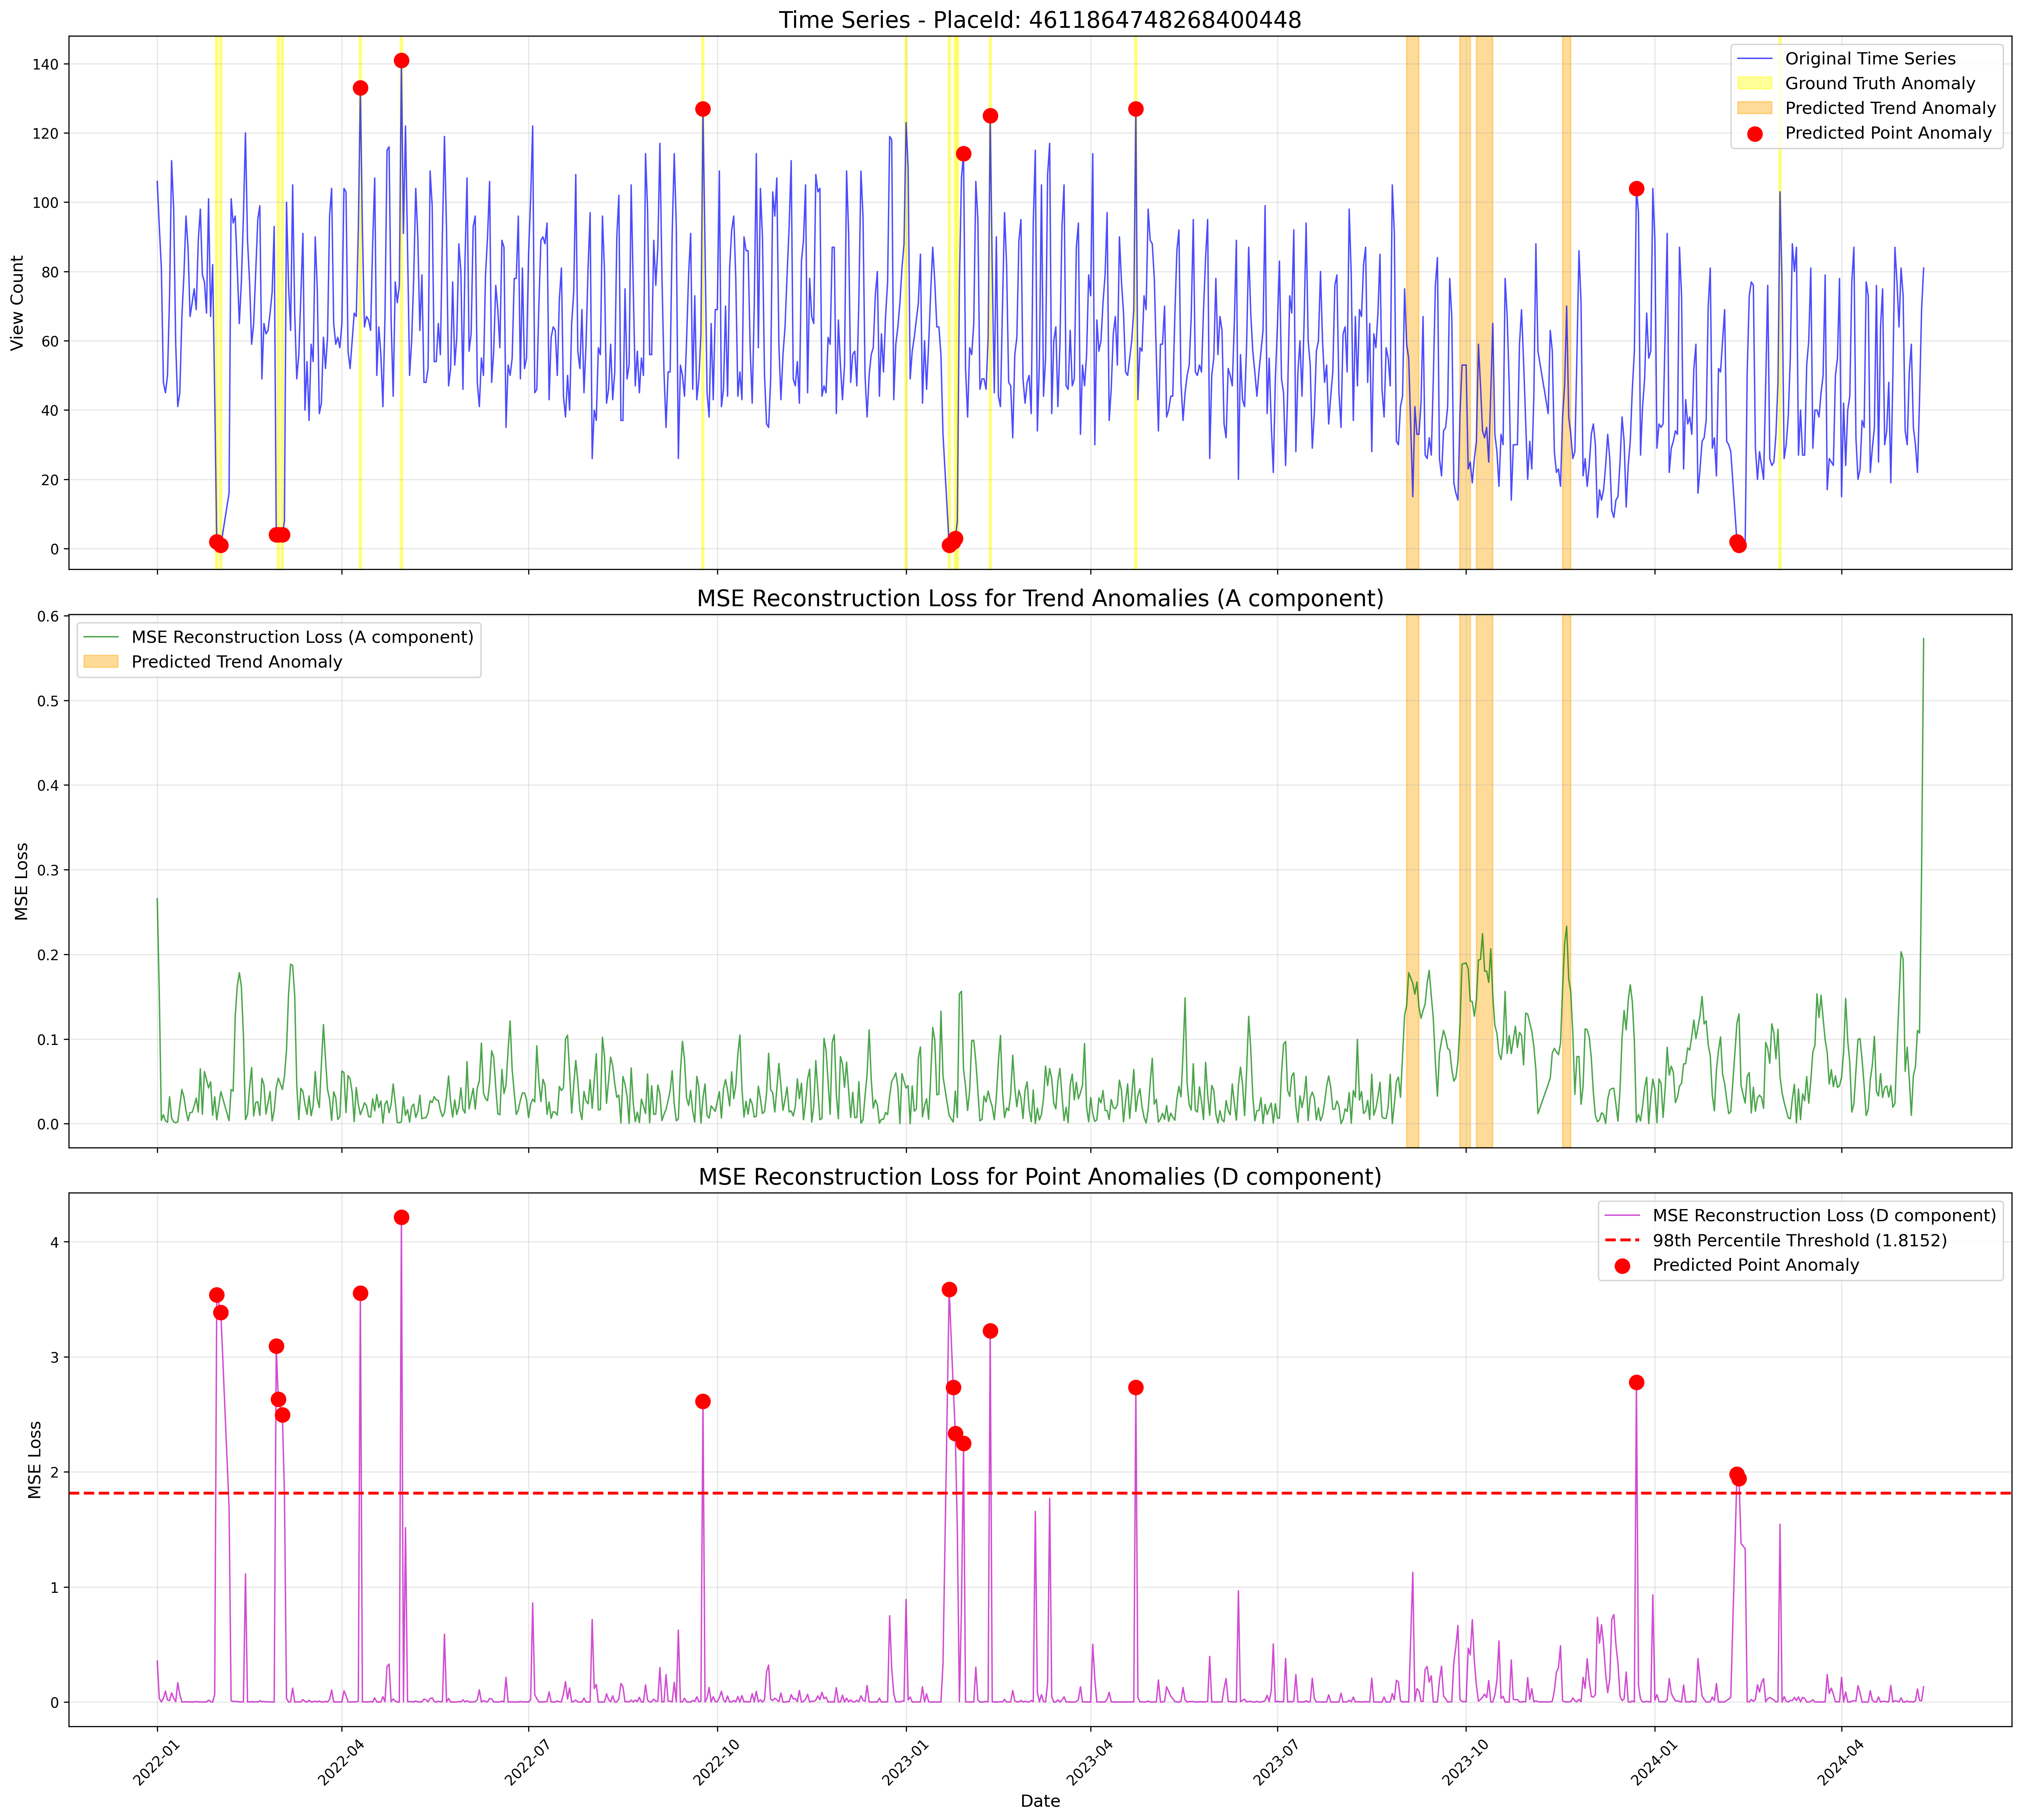 Time Series - PlaceId: 4611864748268400448
Original Time Series
Ground Truth Anomaly
Predicted Trend Anomaly
Predicted Point Anomaly
View Count
140
120
100
80
60
40
20
0
MSE Reconstruction Loss for Trend Anomalies (A component)
MSE Reconstruction Loss (A component)
Predicted Trend Anomaly
MSE Loss
0.6
0.5
0.4
0.3
0.2
0.1
0.0
MSE Reconstruction Loss for Point Anomalies (D component)
MSE Reconstruction Loss (D component)
98th Percentile Threshold (1.8152)
Predicted Point Anomaly
MSE Loss
4
3
2
1
0
2022-01
2022-04
2022-07
2022-10
2023-01
2023-04
2023-07
2023-10
2024-01
2024-04
Date